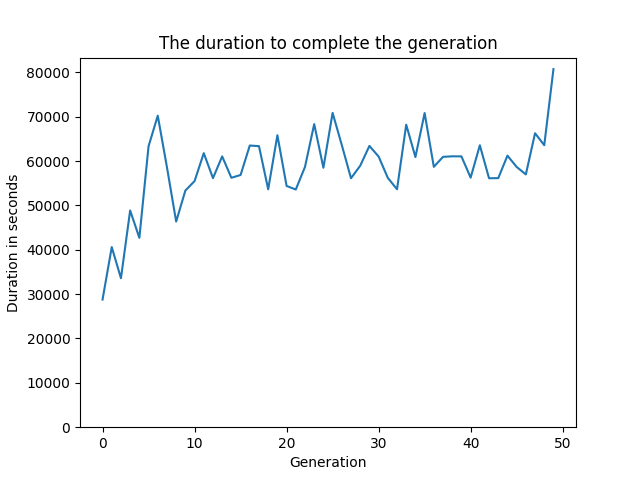 The duration to complete the generation
80000
70000
60000
50000
40000
30000
20000
10000
0
Duration in seconds
0 10 20 30 40 50
Generation